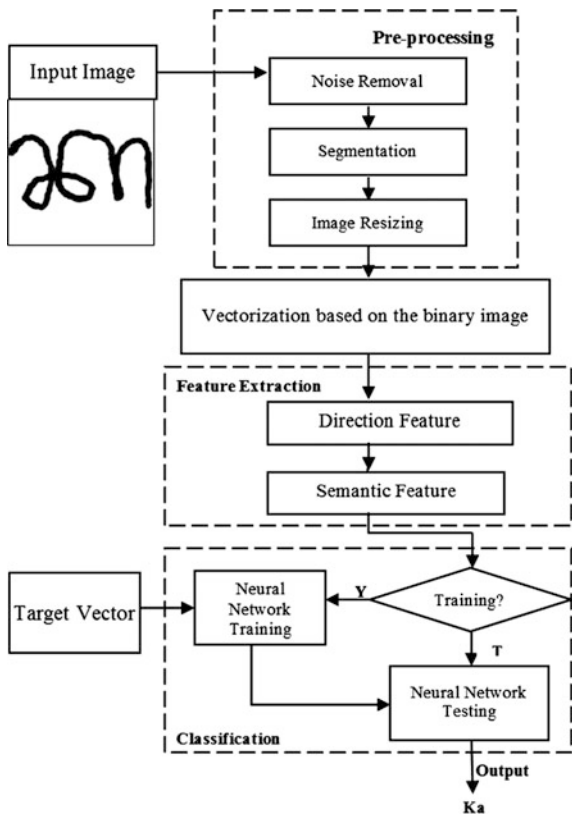 Pre-processing
Input Image
Noise Removal
Segmentation
Image Resizing
Vectorization based on the binary image
Feature Extraction
Direction Feature
Semantic Feature
Target Vector
Neural
Network
Training
Y
Training?
T
Neural Network
Testing
Classification
Output
Ka